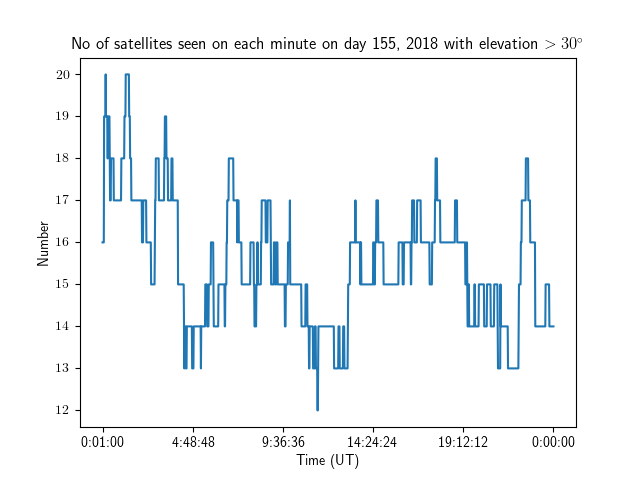 No of satellites seen on each minute on day 155, 2018 with elevation > 30°
20
19
18
17
16
15
14
13
12
Number
0:01:00 4:48:48 9:36:36 14:24:24 19:12:12 0:00:00
Time (UT)